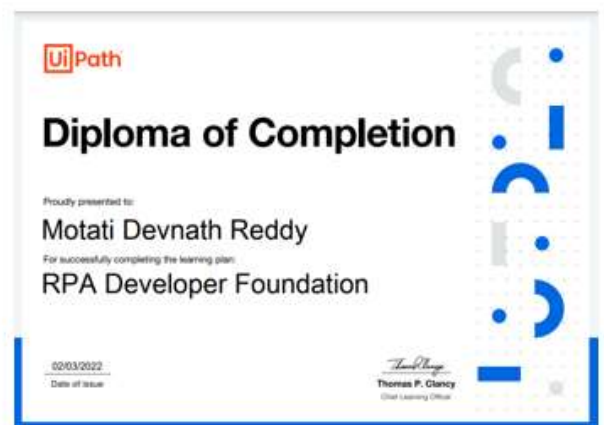 UiPath
Diploma of Completion
Proudly presented to:
Motati Devnath Reddy
For successfully completing the learning plan:
RPA Developer Foundation
02/03/2022
Date of Issue
Thomas P. Clancy
Chief Learning Officer